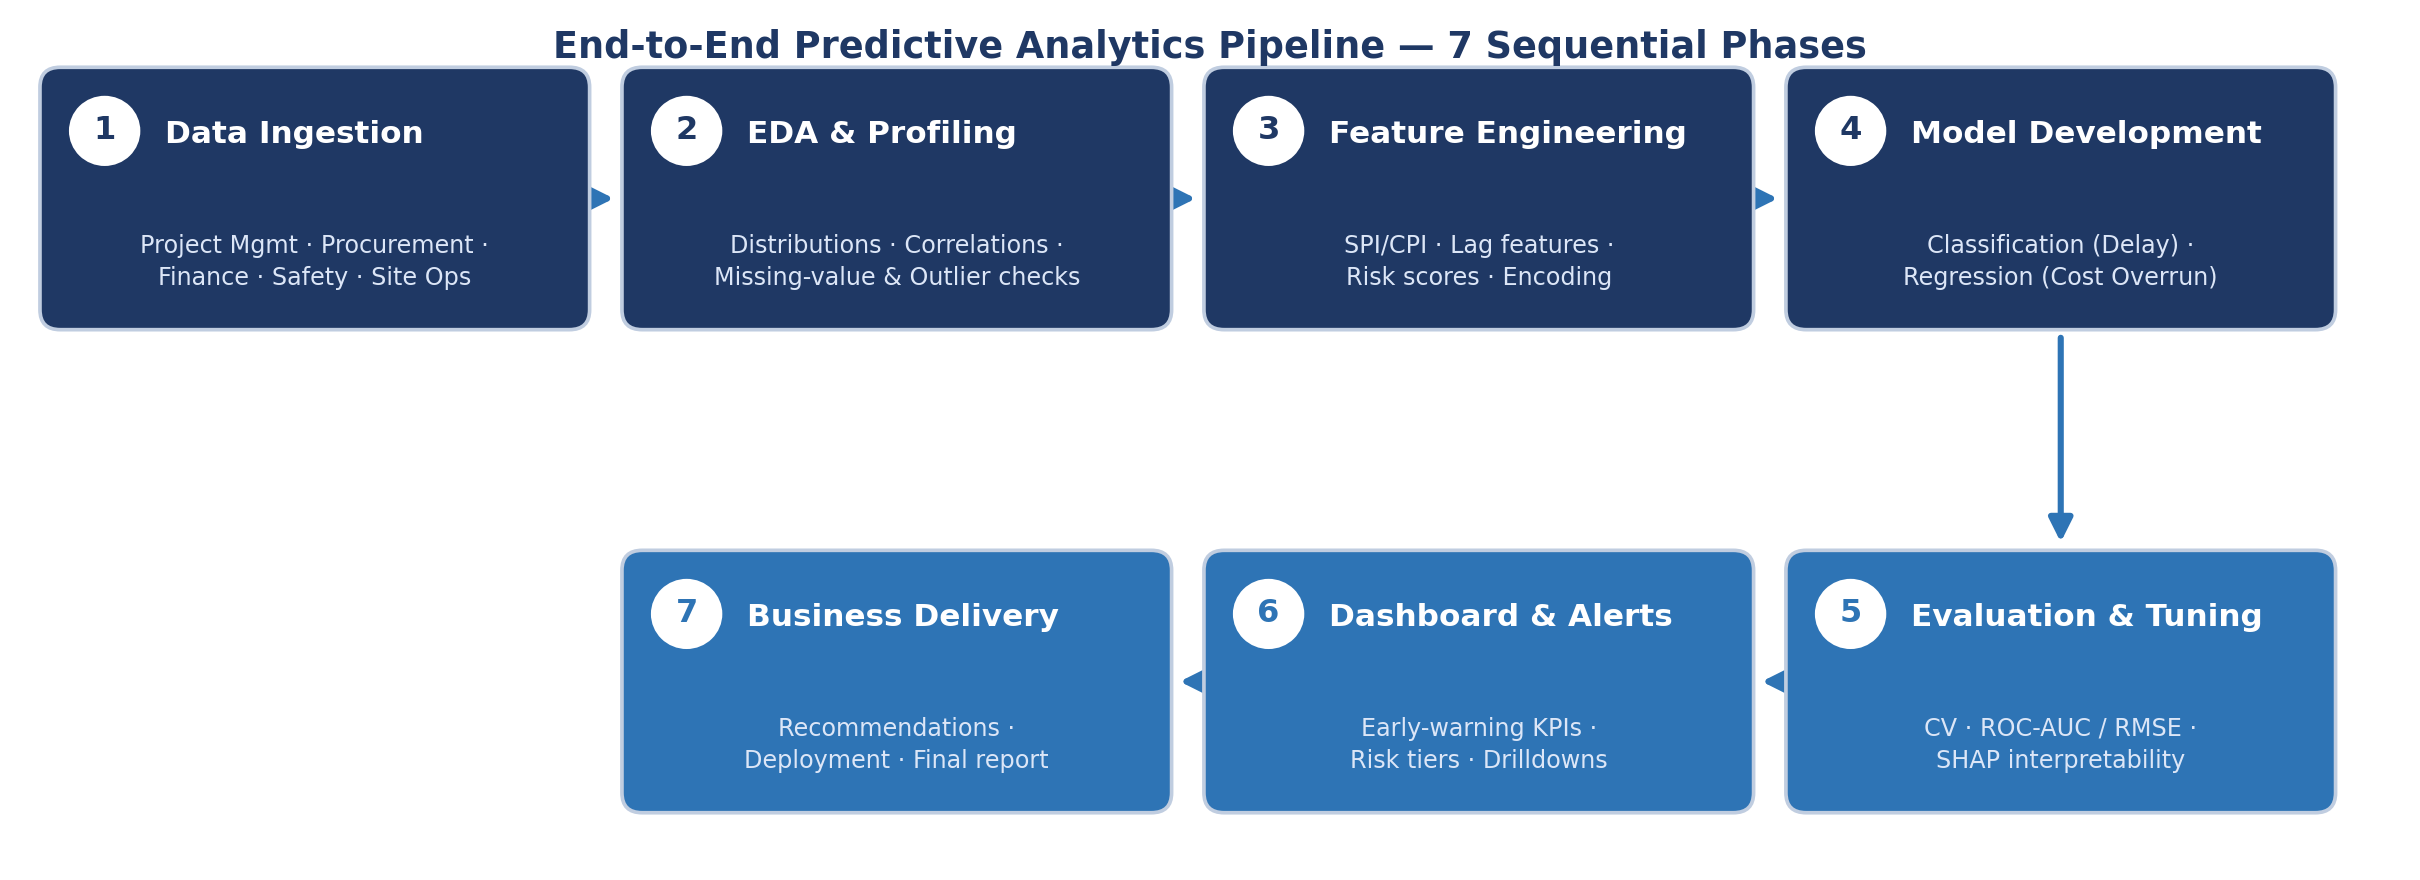 End-to-End Predictive Analytics Pipeline — 7 Sequential Phases
1 Data Ingestion
Project Mgmt · Procurement ·
Finance · Safety · Site Ops
2 EDA & Profiling
Distributions · Correlations ·
Missing-value & Outlier checks
3 Feature Engineering
SPI/CPI · Lag features ·
Risk scores · Encoding
4 Model Development
Classification (Delay) ·
Regression (Cost Overrun)
5 Evaluation & Tuning
CV · ROC-AUC / RMSE ·
SHAP interpretability
6 Dashboard & Alerts
Early-warning KPIs ·
Risk tiers · Drilldowns
7 Business Delivery
Recommendations ·
Deployment · Final report